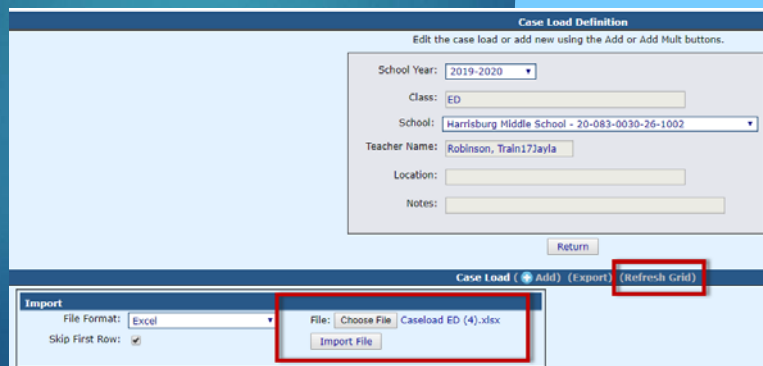 Case Load Definition
Edit the case load or add new using the Add or Add Mult buttons.
School Year: 2019-2020
Class: ED
School: Harrisburg Middle School - 20-083-0030-26-1002
Teacher Name: Robinson, Train17Jayla
Location:
Notes:
Return
Case Load ( Add) (Export) (Refresh Grid)
Import
File Format: Excel File: Choose File Caseload ED (4).xlsx
Skip First Row: Import File